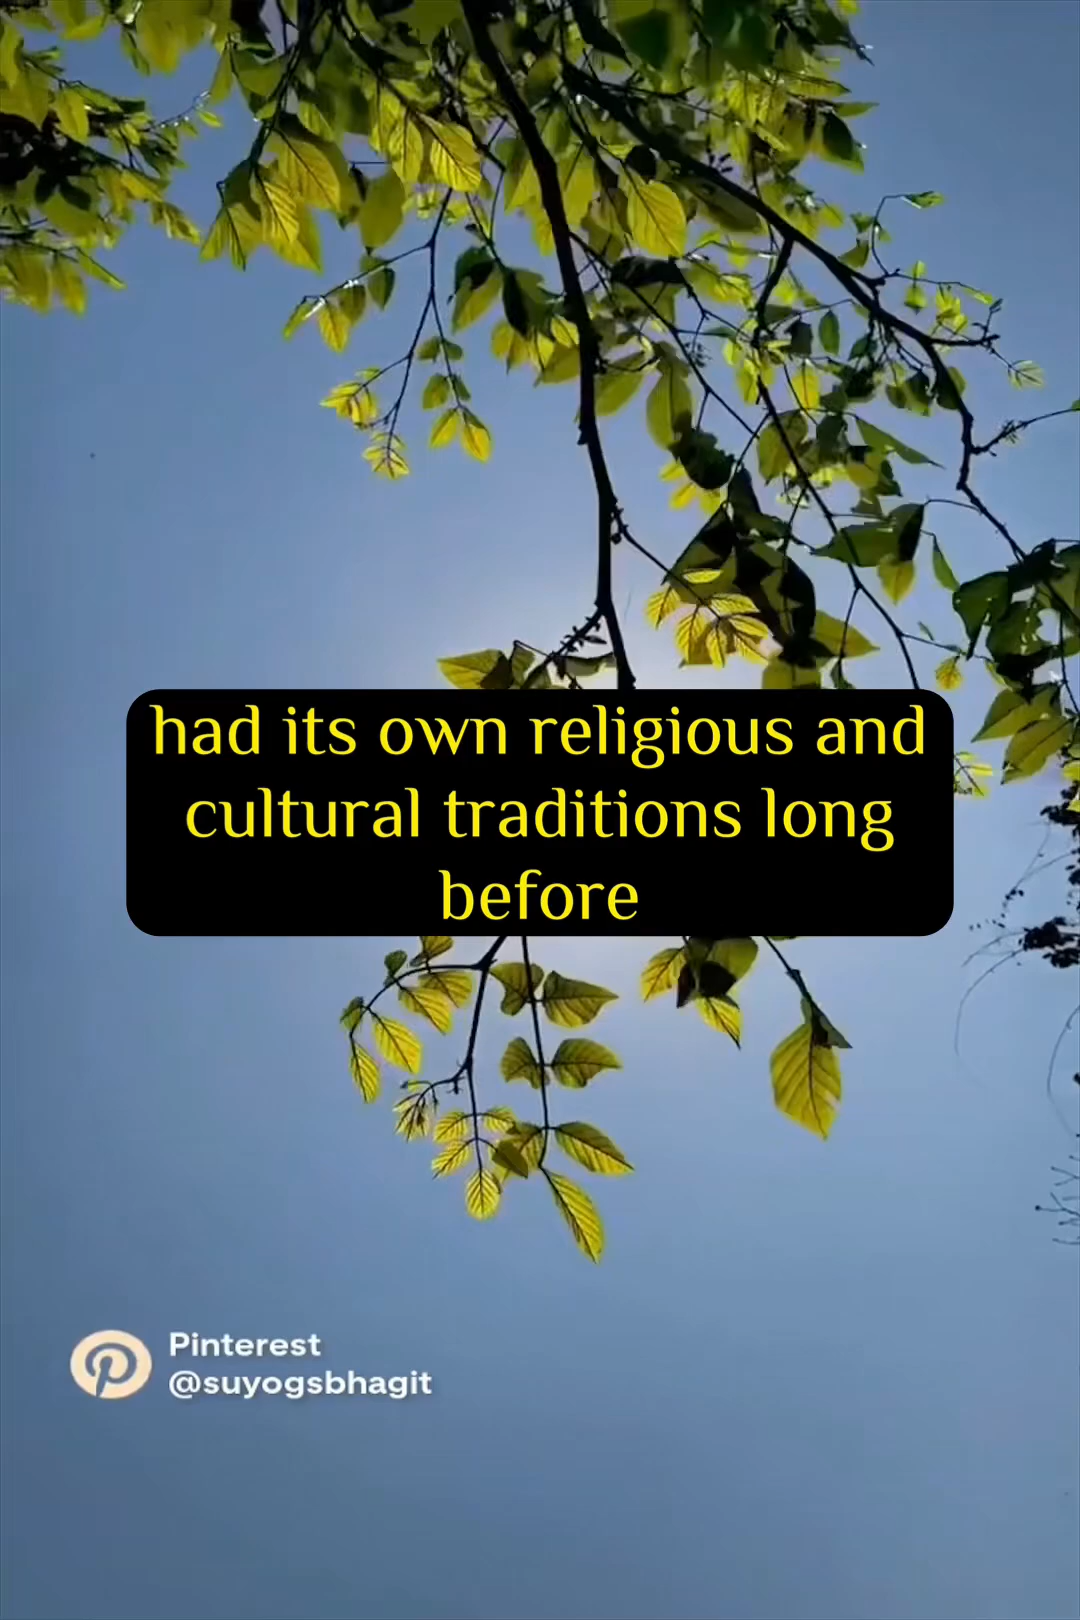 had its own religious and
cultural traditions long
before
Pinterest
@suyogsbhagit